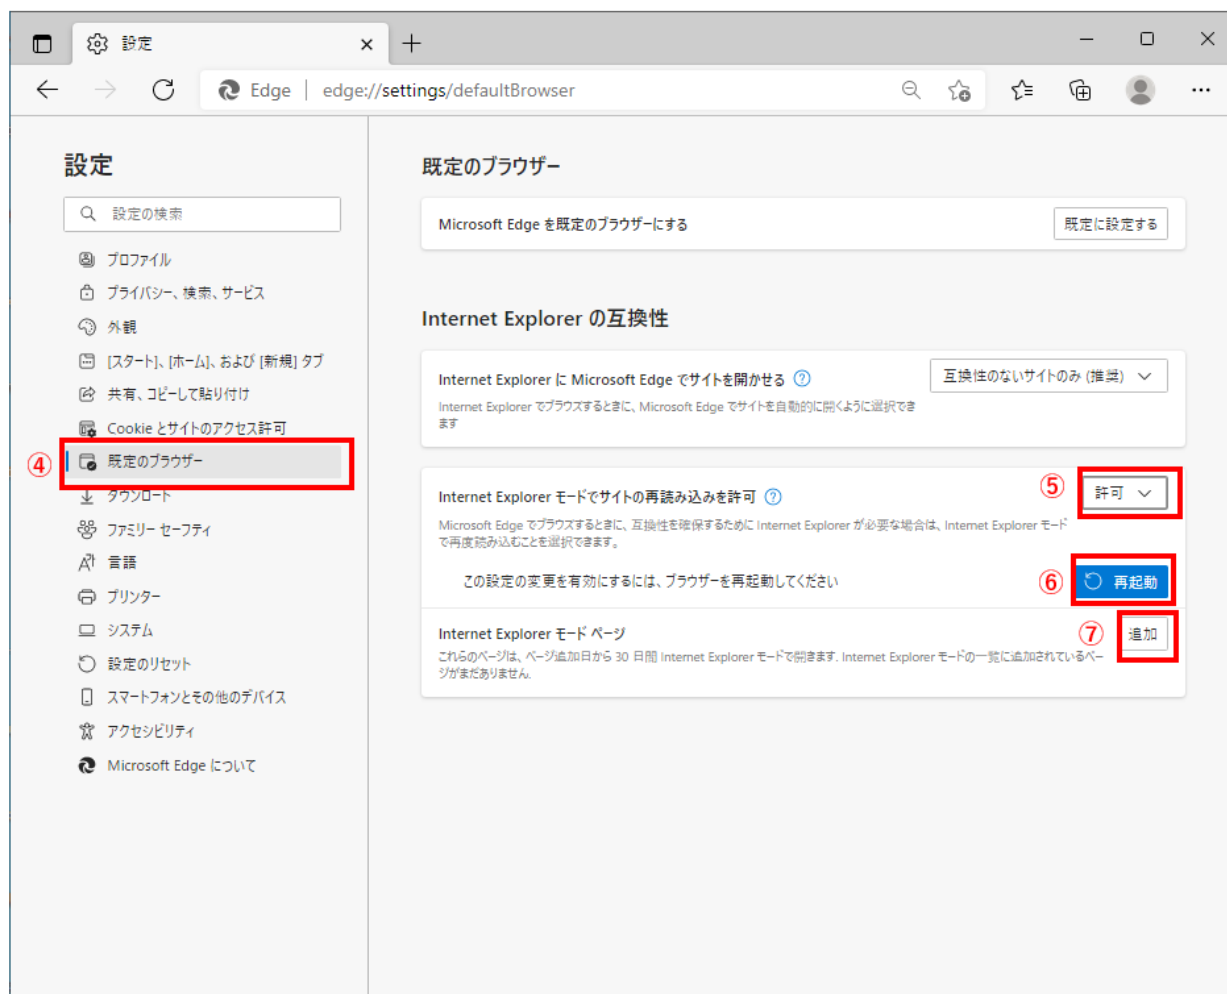 設定
Edge | edge://settings/defaultBrowser
設定
設定の検索
プロファイル
プライバシー、検索、サービス
外観
[スタート]、[ホーム]、および [新規] タブ
共有、コピーして貼り付け
Cookie とサイトのアクセス許可
④ 既定のブラウザー
ダウンロード
ファミリー セーフティ
言語
プリンター
システム
設定のリセット
スマートフォンとその他のデバイス
アクセシビリティ
Microsoft Edge について
既定のブラウザー
Microsoft Edge を既定のブラウザーにする 既定に設定する
Internet Explorer の互換性
Internet Explorer に Microsoft Edge でサイトを開かせる 互換性のないサイトのみ (推奨)
Internet Explorer でブラウズするときに、Microsoft Edge でサイトを自動的に開くように選択でき
ます
Internet Explorer モードでサイトの再読み込みを許可 ⑤ 許可
Microsoft Edge でブラウズするときに、互換性を確保するために Internet Explorer が必要な場合は、Internet Explorer モード
で再度読み込むことを選択できます。
この設定の変更を有効にするには、ブラウザーを再起動してください ⑥ 再起動
Internet Explorer モード ページ ⑦ 追加
これらのページは、ページ追加日から 30 日間 Internet Explorer モードで開きます. Internet Explorer モードの一覧に追加されているペー
ジがまだありません.